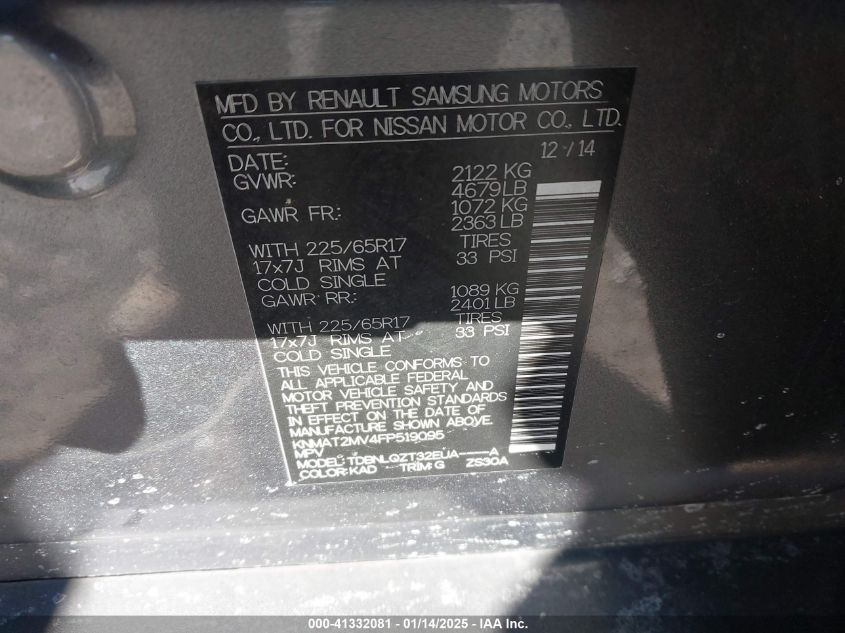 MFD BY RENAULT SAMSUNG MOTORS
CO., LTD. FOR NISSAN MOTOR CO., LTD.
DATE: 12 / 14
GVWR: 2122 KG
4679 LB
GAWR FR.: 1072 KG
2363 LB
WITH 225/65R17 TIRES
17x7J RIMS AT 33 PSI
COLD SINGLE
GAWR RR.: 1089 KG
2401 LB
WITH 225/65R17 TIRES
17x7J RIMS AT 33 PSI
COLD SINGLE
THIS VEHICLE CONFORMS TO
ALL APPLICABLE FEDERAL
MOTOR VEHICLE SAFETY AND
THEFT PREVENTION STANDARDS
IN EFFECT ON THE DATE OF
MANUFACTURE SHOWN ABOVE.
KNMAT2MV4FP519095
MPV
MODEL: TDBNLQZT32EUA-----A
COLOR: KAD TRIM: G ZS30A
000-41332081 - 01/14/2025 - IAA Inc.